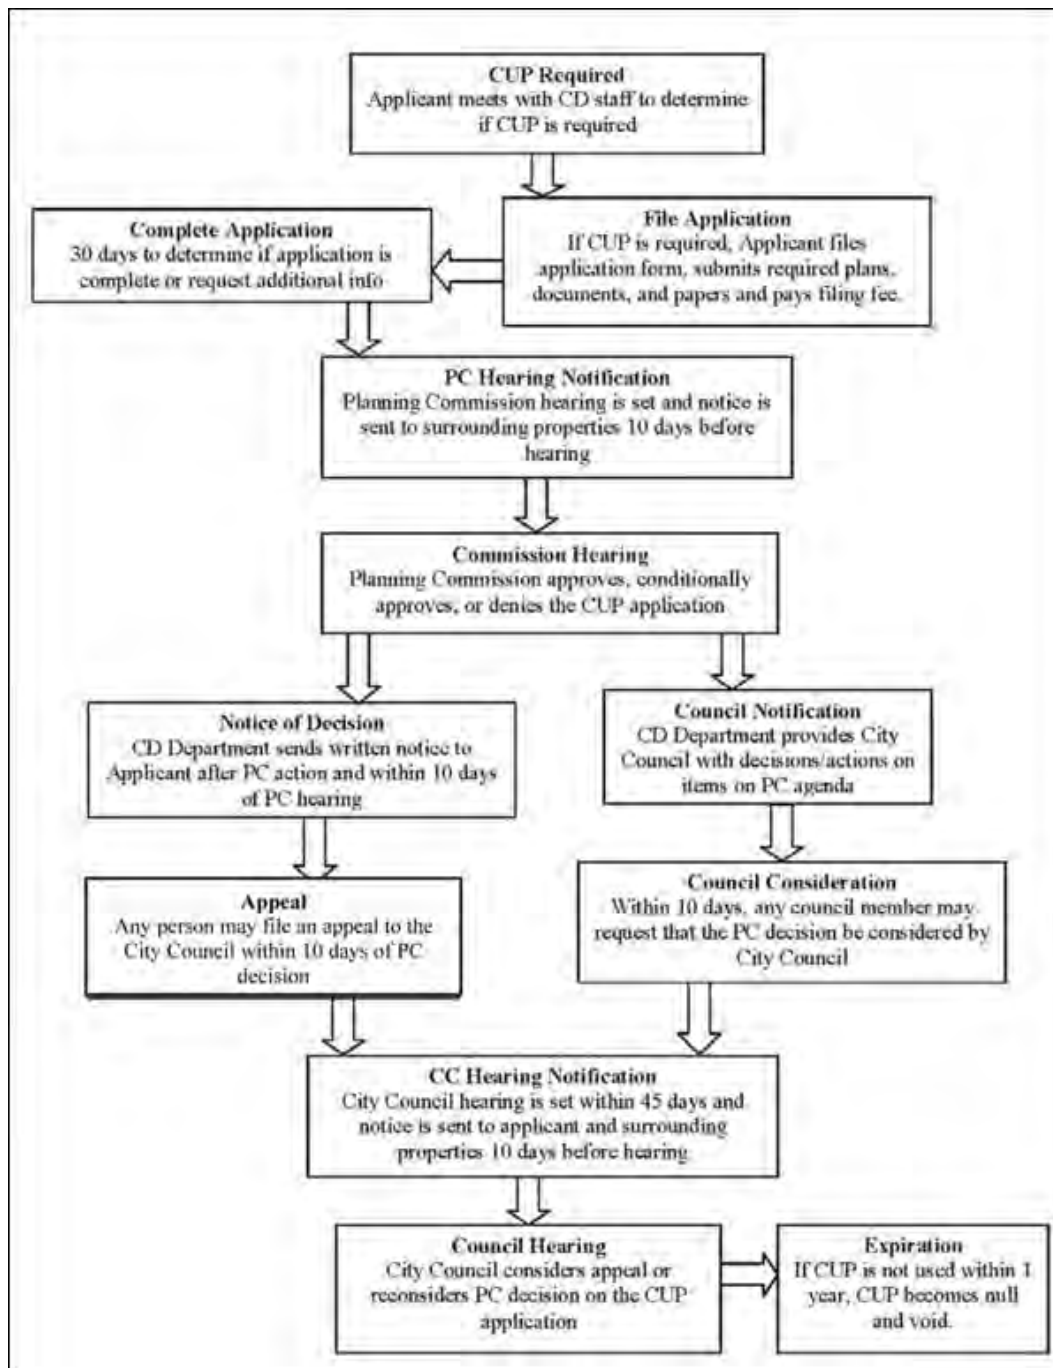 CUP Required
Applicant meets with CD staff to determine
if CUP is required
File Application
If CUP is required, Applicant files
application form, submits required plans,
documents, and papers and pays filing fee.
Complete Application
30 days to determine if application is
complete or request additional info
PC Hearing Notification
Planning Commission hearing is set and notice is
sent to surrounding properties 10 days before
hearing
Commission Hearing
Planning Commission approves, conditionally
approves, or denies the CUP application
Notice of Decision
CD Department sends written notice to
Applicant after PC action and within 10 days
of PC hearing
Council Notification
CD Department provides City
Council with decisions/actions on
items on PC agenda
Appeal
Any person may file an appeal to the
City Council within 10 days of PC
decision
Council Consideration
Within 10 days, any council member may
request that the PC decision be considered by
City Council
CC Hearing Notification
City Council hearing is set within 45 days and
notice is sent to applicant and surrounding
properties 10 days before hearing
Council Hearing
City Council considers appeal or
reconsiders PC decision on the CUP
application
Expiration
If CUP is not used within 1
year, CUP becomes null
and void.